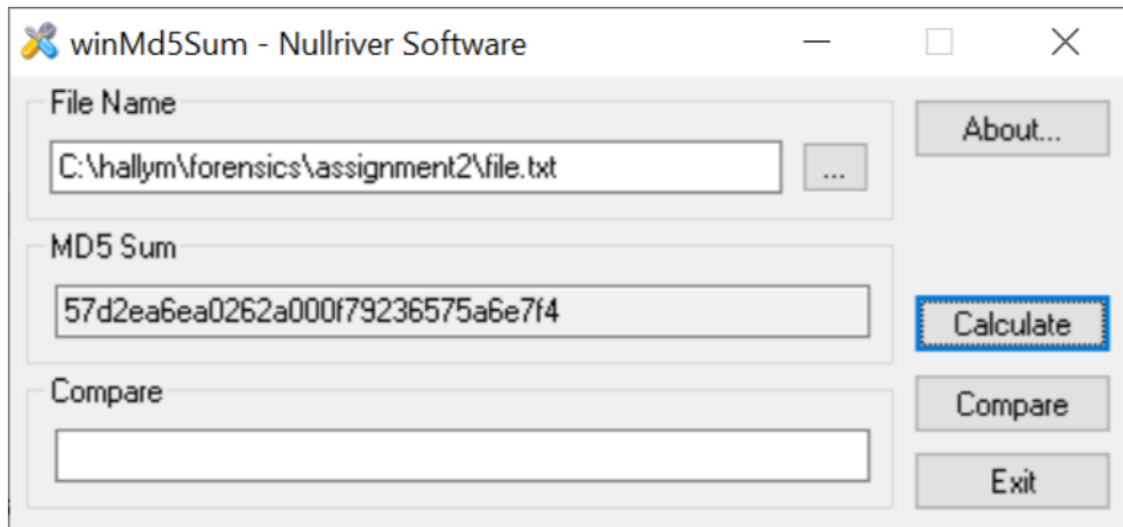 winMd5Sum - Nullriver Software
File Name
About...
C:\hallym\forensics\assignment2\file.txt
...
MD5 Sum
57d2ea6ea0262a000f79236575a6e7f4
Calculate
Compare
Compare
Exit